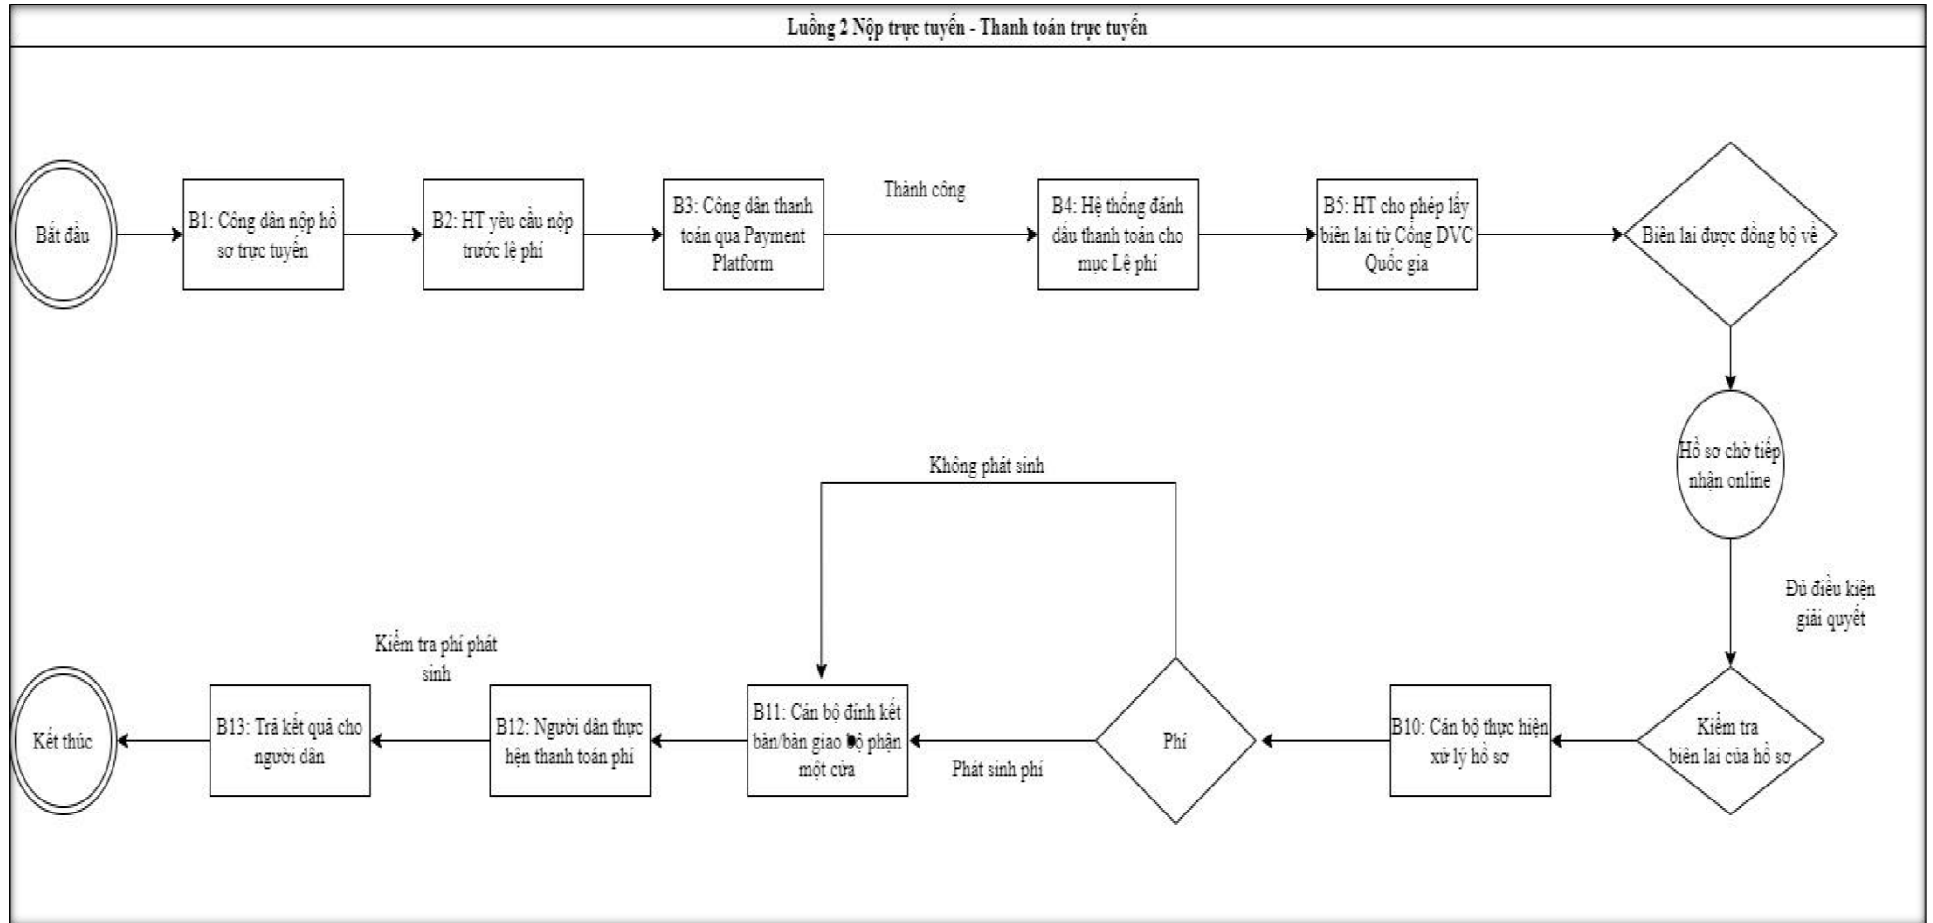 Luồng 2 Nộp trực tuyến - Thanh toán trực tuyến
Bắt đầu
B1: Công dân nộp hồ
sơ trực tuyến
B2: HT yêu cầu nộp
trước lệ phí
B3: Công dân thanh
toán qua Payment
Platform
Thành công
B4: Hệ thống đánh
dấu thanh toán cho
mục Lệ phí
B5: HT cho phép lấy
biên lai từ Cổng DVC
Quốc gia
Biên lai được đồng bộ về
Hồ sơ chờ tiếp
nhận online
Đủ điều kiện
giải quyết
Kiểm tra
biên lai của hồ sơ
B10: Cán bộ thực hiện
xử lý hồ sơ
Phí
Không phát sinh
Phát sinh phí
B11: Cán bộ đính kết
bản/bàn giao bộ phận
một cửa
B12: Người dân thực
hện thanh toán phí
Kiểm tra phí phát
sinh
B13: Trả kết quả cho
người dân
Kết thúc